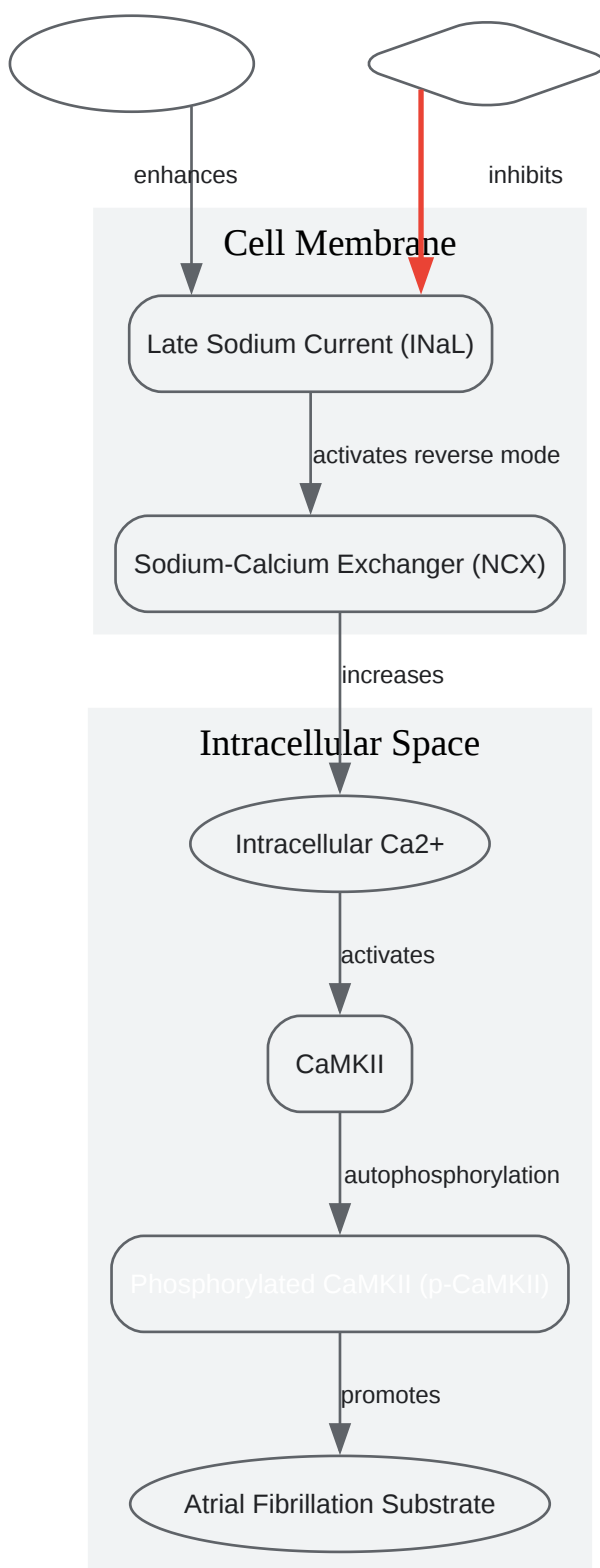 enhances
inhibits
Cell Membrane
Late Sodium Current (INaL)
activates reverse mode
Sodium-Calcium Exchanger (NCX)
increases
Intracellular Space
Intracellular Ca2+
activates
CaMKII
autophosphorylation
Phosphorylated CaMKII (p-CaMKII)
promotes
Atrial Fibrillation Substrate